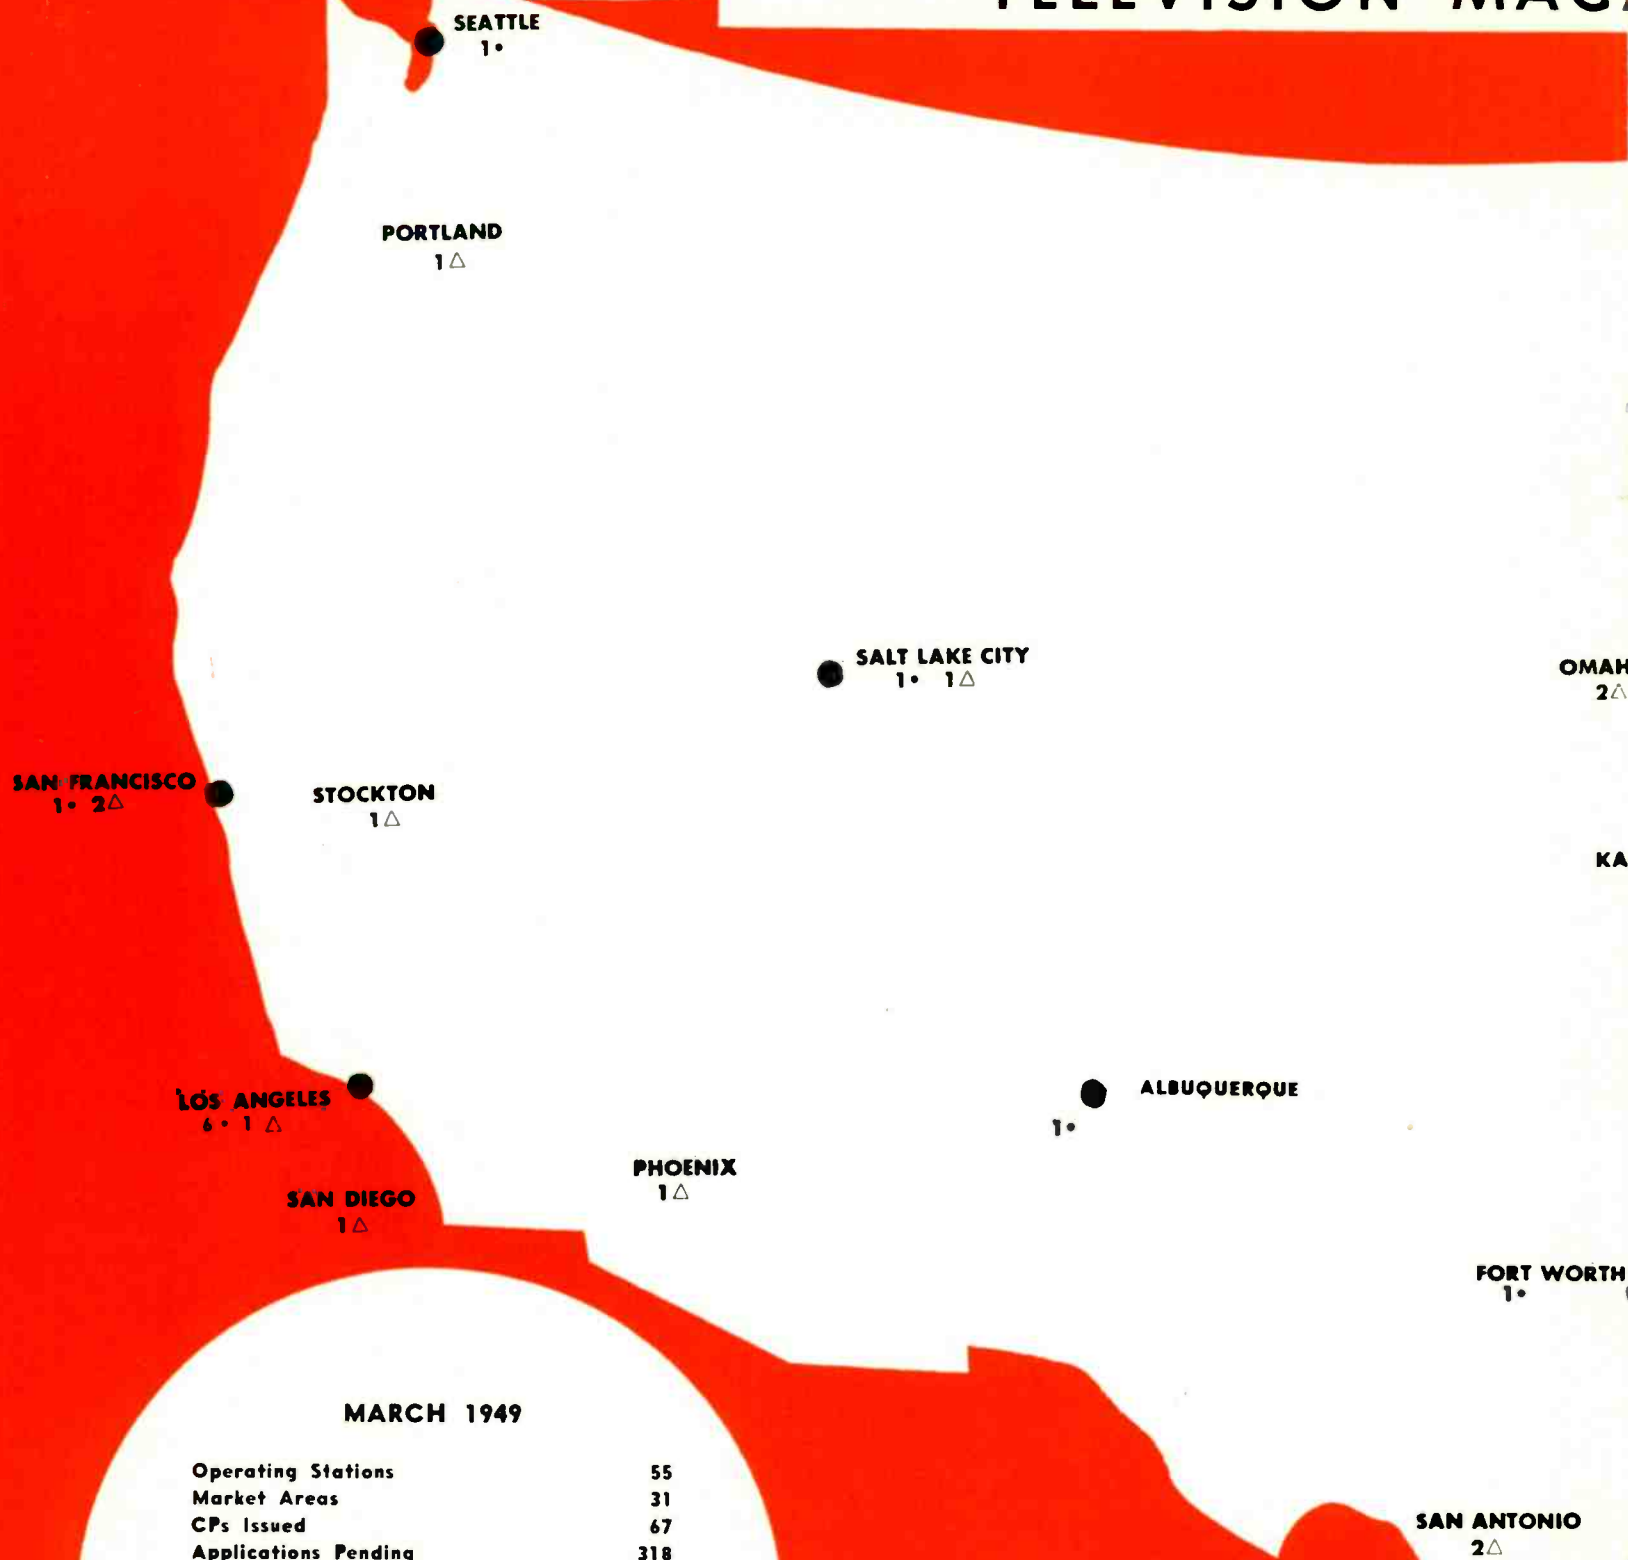 TELEVISION MAGA
SEATTLE
1•
PORTLAND
1△
SALT LAKE CITY
1• 1△
OMAH
2△
SAN FRANCISCO
1• 2△
STOCKTON
1△
KA
LOS ANGELES
6• 1 △
ALBUQUERQUE
1•
PHOENIX
1△
SAN DIEGO
1△
FORT WORTH
1•
MARCH 1949
Operating Stations 55
Market Areas 31
CPs Issued 67
Applications Pending 318
SAN ANTONIO
2△